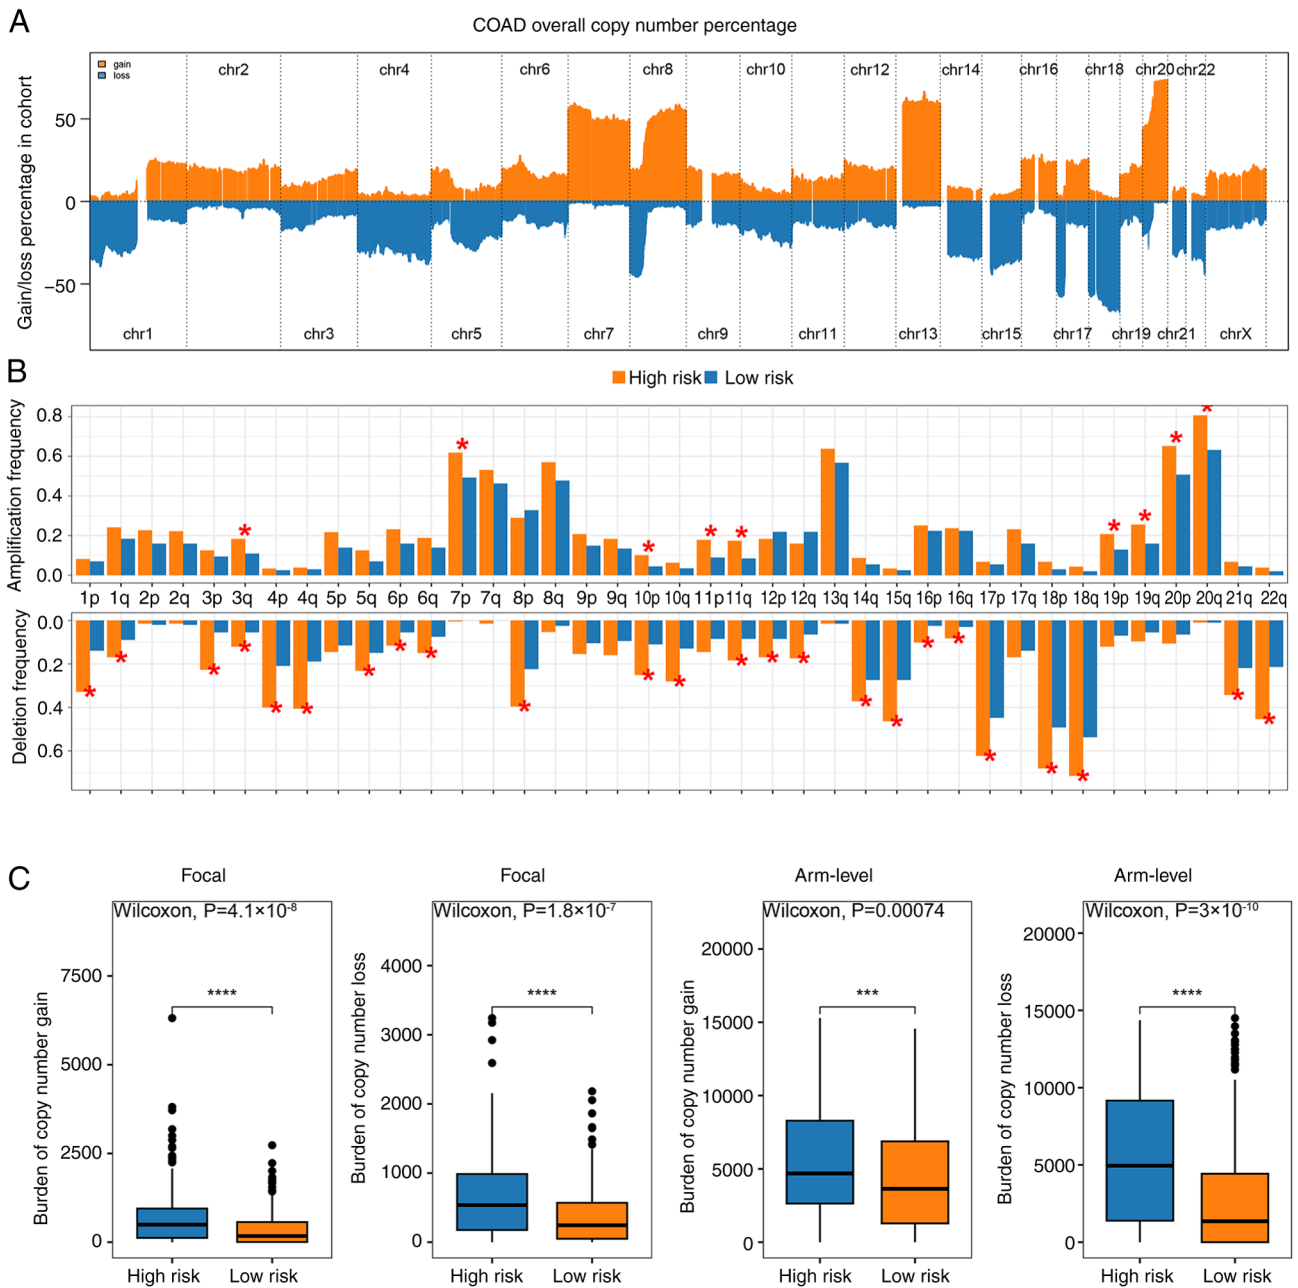 A
COAD overall copy number percentage
gain
loss
chr2
chr4
chr6
chr8
chr10
chr12
chr14
chr16
chr18
chr20
chr22
Gain/loss percentage in cohort
50
0
−50
chr1
chr3
chr5
chr7
chr9
chr11
chr13
chr15
chr17
chr19
chr21
chrX
B
High risk
Low risk
Amplification frequency
0.8
0.6
0.4
0.2
0.0
1p 1q 2p 2q 3p 3q 4p 4q 5p 5q 6p 6q 7p 7q 8p 8q 9p 9q 10p 10q 11p 11q 12p 12q 13q 14q 15q 16p 16q 17p 17q 18p 18q 19p 19q 20p 20q 21q 22q
Deletion frequency
0.0
0.2
0.4
0.6
C
Focal
Wilcoxon, P=4.1×10⁻⁸
Burden of copy number gain
7500
5000
2500
0
****
High risk
Low risk
Focal
Wilcoxon, P=1.8×10⁻⁷
Burden of copy number loss
4000
3000
2000
1000
0
****
High risk
Low risk
Arm-level
Wilcoxon, P=0.00074
Burden of copy number gain
20000
15000
10000
5000
0
***
High risk
Low risk
Arm-level
Wilcoxon, P=3×10⁻¹⁰
Burden of copy number loss
20000
15000
10000
5000
0
****
High risk
Low risk